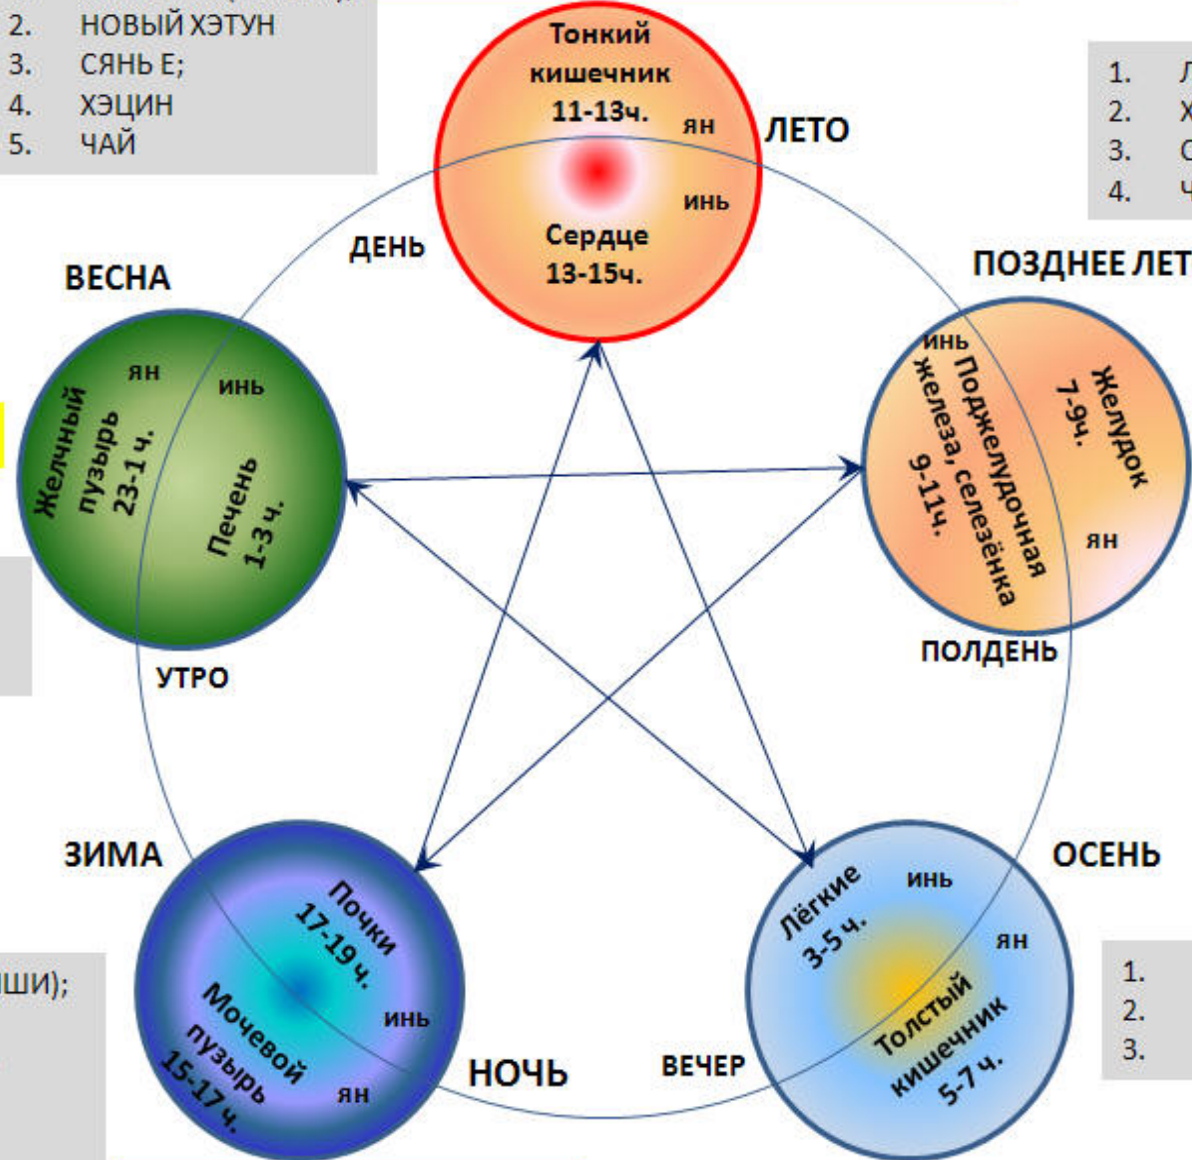 2. НОВЫЙ ХЭТУН
3. СЯНЬ Е;
4. ХЭЦИН
5. ЧАЙ
Тонкий
кишечник
11-13ч.
ян
ЛЕТО
инь
Сердце
13-15ч.
ДЕНЬ
1. Л
2. Х
3. С
4. Ч
ВЕСНА
ПОЗДНЕЕ ЛЕТ
ян
инь
Желчный
пузырь
23-1 ч.
Печень
1-3 ч.
инь
Поджелудочная
железа, селезёнка
9-11ч.
Желудок
7-9ч.
ян
УТРО
ПОЛДЕНЬ
ЗИМА
ОСЕНЬ
Почки
17-19 ч.
инь
Мочевой
пузырь
15-17 ч.
ян
Лёгкие
3-5 ч.
инь
ян
Толстый
кишечник
5-7 ч.
ШИ);
1.
2.
3.
НОЧЬ
ВЕЧЕР